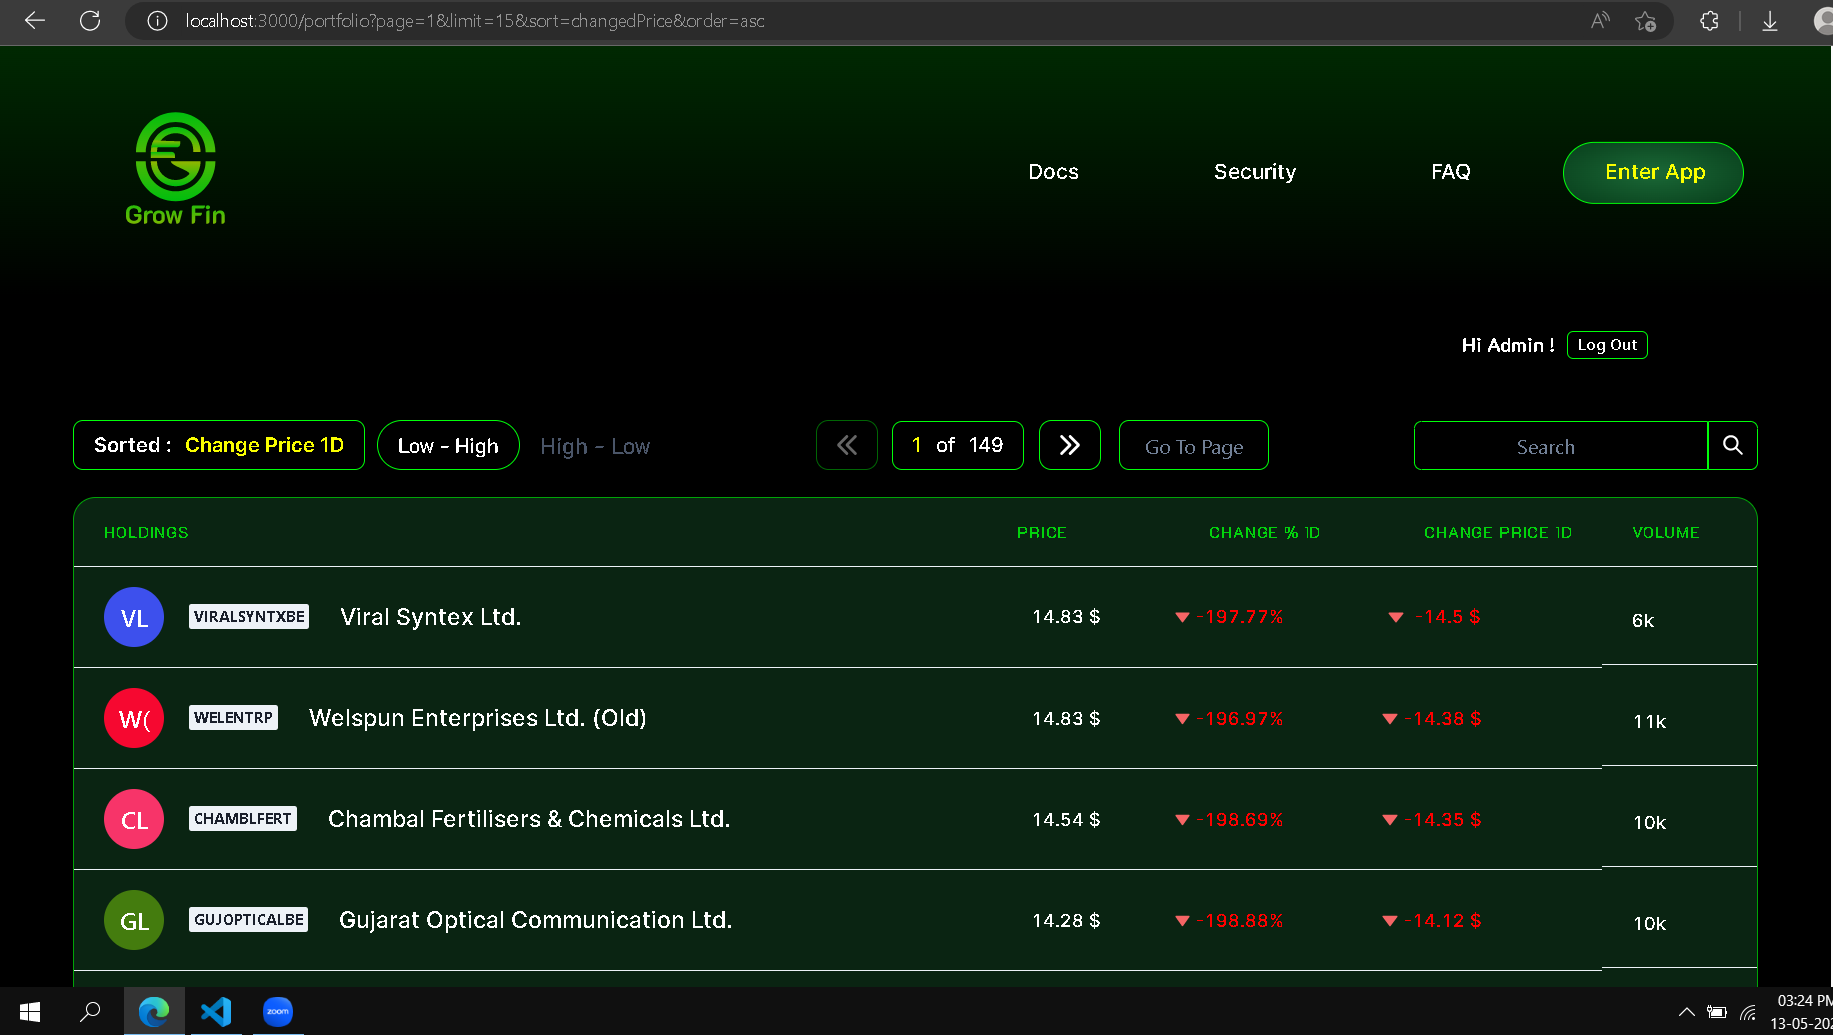 localhost:3000/portfolio?page=1&limit=15&sort=changedPrice&order=asc
Grow Fin
Docs Security FAQ Enter App
Hi Admin ! Log Out
Sorted : Change Price 1D Low - High High - Low 1 of 149 Go To Page Search
HOLDINGS PRICE CHANGE % 1D CHANGE PRICE 1D VOLUME
VL VIRALSYNTXBE Viral Syntex Ltd. 14.83 $ -197.77% -14.5 $ 6k
W( WELENTRP Welspun Enterprises Ltd. (Old) 14.83 $ -196.97% -14.38 $ 11k
CL CHAMBLFERT Chambal Fertilisers & Chemicals Ltd. 14.54 $ -198.69% -14.35 $ 10k
GL GUJOPTICALBE Gujarat Optical Communication Ltd. 14.28 $ -198.88% -14.12 $ 10k
zoom
03:24 PM
13-05-202